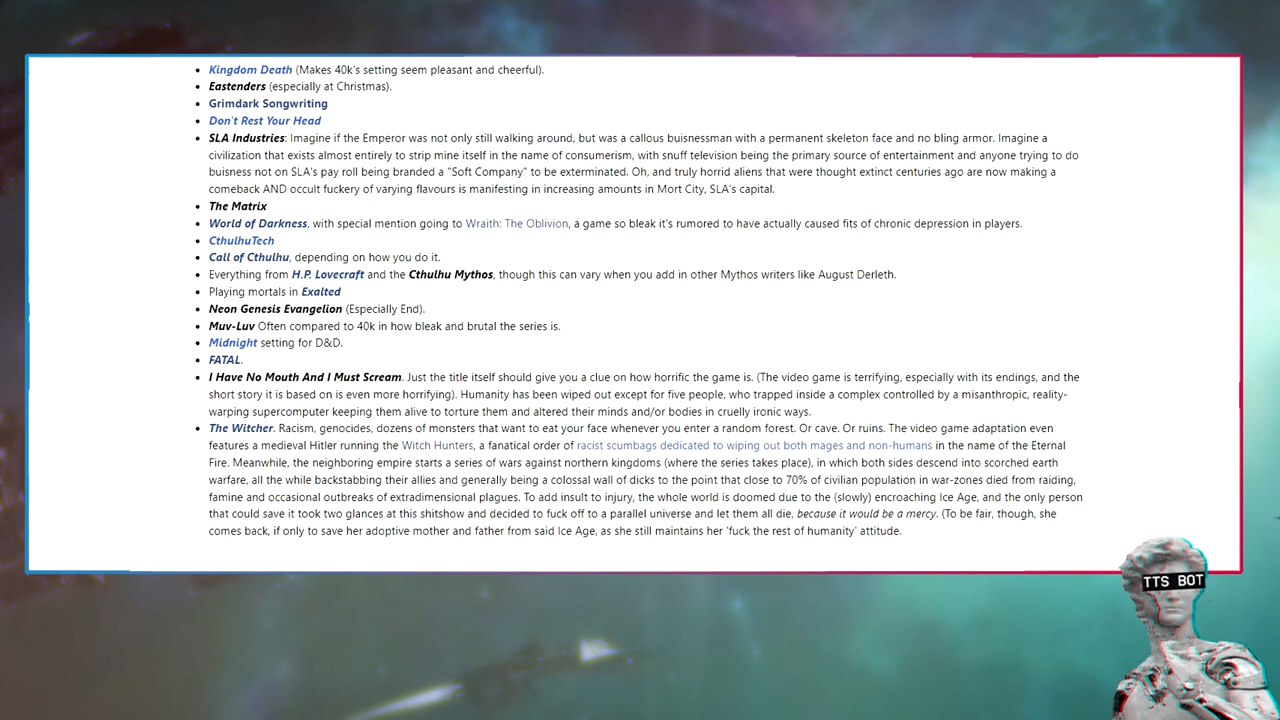 Kingdom Death (Makes 40k's setting seem pleasant and cheerful).
Eastenders (especially at Christmas).
Grimdark Songwriting
Don't Rest Your Head
SLA Industries: Imagine if the Emperor was not only still walking around, but was a callous buisnessman with a permanent skeleton face and no bling armor. Imagine a
civilization that exists almost entirely to strip mine itself in the name of consumerism, with snuff television being the primary source of entertainment and anyone trying to do
buisness not on SLA's pay roll being branded a "Soft Company" to be exterminated. Oh, and truly horrid aliens that were thought extinct centuries ago are now making a
comeback AND occult fuckery of varying flavours is manifesting in increasing amounts in Mort City, SLA's capital.
The Matrix
World of Darkness, with special mention going to Wraith: The Oblivion, a game so bleak it's rumored to have actually caused fits of chronic depression in players.
CthulhuTech
Call of Cthulhu, depending on how you do it.
Everything from H.P. Lovecraft and the Cthulhu Mythos, though this can vary when you add in other Mythos writers like August Derleth.
Playing mortals in Exalted
Neon Genesis Evangelion (Especially End).
Muv-Luv Often compared to 40k in how bleak and brutal the series is.
Midnight setting for D&D.
FATAL.
I Have No Mouth And I Must Scream. Just the title itself should give you a clue on how horrific the game is. (The video game is terrifying, especially with its endings, and the
short story it is based on is even more horrifying). Humanity has been wiped out except for five people, who trapped inside a complex controlled by a misanthropic, reality-
warping supercomputer keeping them alive to torture them and altered their minds and/or bodies in cruelly ironic ways.
The Witcher. Racism, genocides, dozens of monsters that want to eat your face whenever you enter a random forest. Or cave. Or ruins. The video game adaptation even
features a medieval Hitler running the Witch Hunters, a fanatical order of racist scumbags dedicated to wiping out both mages and non-humans in the name of the Eternal
Fire. Meanwhile, the neighboring empire starts a series of wars against northern kingdoms (where the series takes place), in which both sides descend into scorched earth
warfare, all the while backstabbing their allies and generally being a colossal wall of dicks to the point that close to 70% of civilian population in war-zones died from raiding,
famine and occasional outbreaks of extradimensional plagues. To add insult to injury, the whole world is doomed due to the (slowly) encroaching Ice Age, and the only person
that could save it took two glances at this shitshow and decided to fuck off to a parallel universe and let them all die, because it would be a mercy. (To be fair, though, she
comes back, if only to save her adoptive mother and father from said Ice Age, as she still maintains her 'fuck the rest of humanity' attitude.
TTS BOT